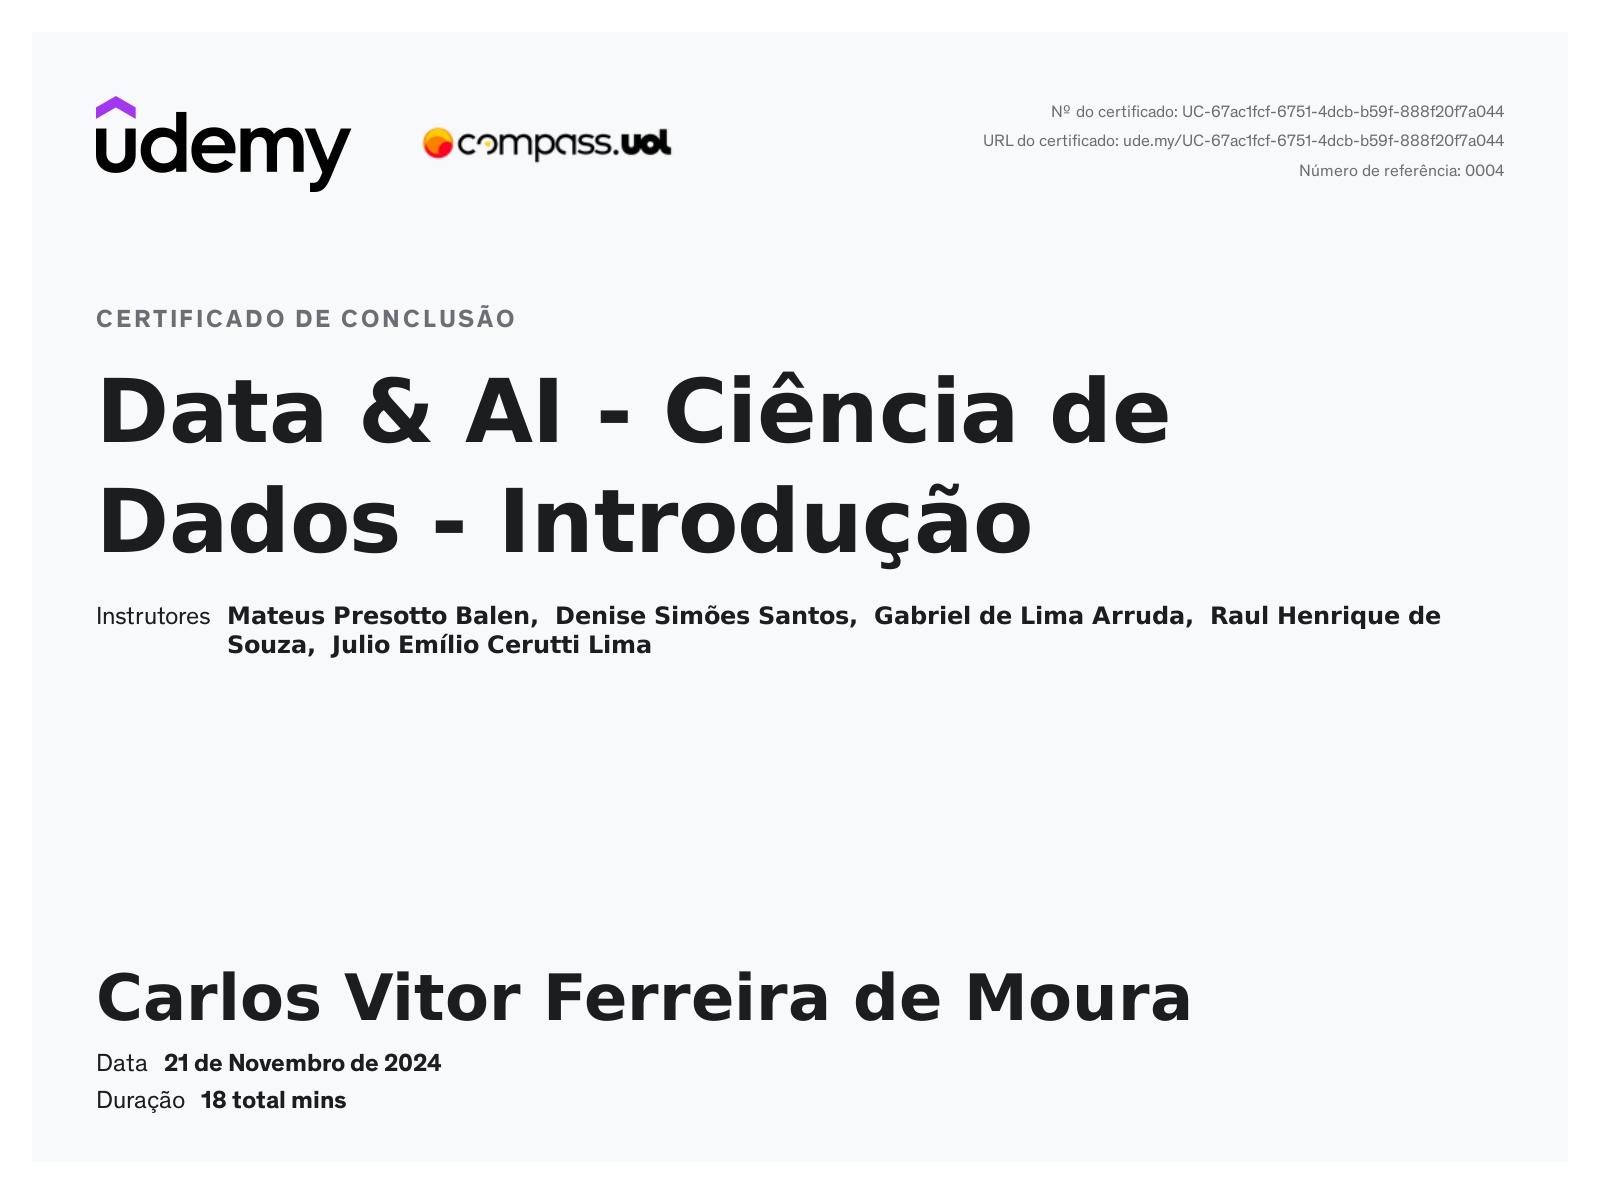 udemy
compass.uol
Nº do certificado: UC-67ac1fcf-6751-4dcb-b59f-888f20f7a044
URL do certificado: ude.my/UC-67ac1fcf-6751-4dcb-b59f-888f20f7a044
Número de referência: 0004
CERTIFICADO DE CONCLUSÃO
Data & AI - Ciência de
Dados - Introdução
Instrutores Mateus Presotto Balen, Denise Simões Santos, Gabriel de Lima Arruda, Raul Henrique de
Souza, Julio Emílio Cerutti Lima
Carlos Vitor Ferreira de Moura
Data 21 de Novembro de 2024
Duração 18 total mins